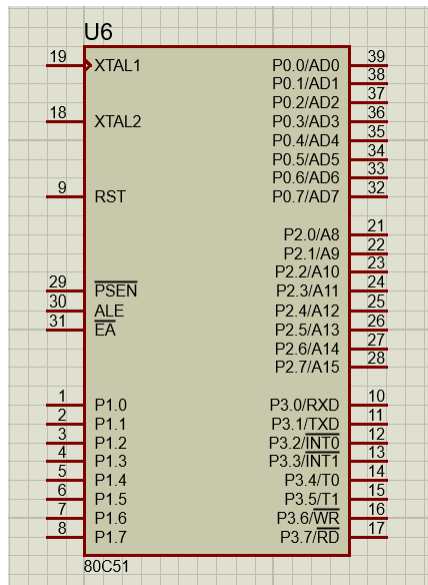 U6
19 XTAL1 P0.0/AD0 39
P0.1/AD1 38
P0.2/AD2 37
18 XTAL2 P0.3/AD3 36
P0.4/AD4 35
P0.5/AD5 34
P0.6/AD6 33
9 RST P0.7/AD7 32
P2.0/A8 21
P2.1/A9 22
P2.2/A10 23
29 PSEN P2.3/A11 24
30 ALE P2.4/A12 25
31 EA P2.5/A13 26
P2.6/A14 27
P2.7/A15 28
1 P1.0 P3.0/RXD 10
2 P1.1 P3.1/TXD 11
3 P1.2 P3.2/INT0 12
4 P1.3 P3.3/INT1 13
5 P1.4 P3.4/T0 14
6 P1.5 P3.5/T1 15
7 P1.6 P3.6/WR 16
8 P1.7 P3.7/RD 17
80C51